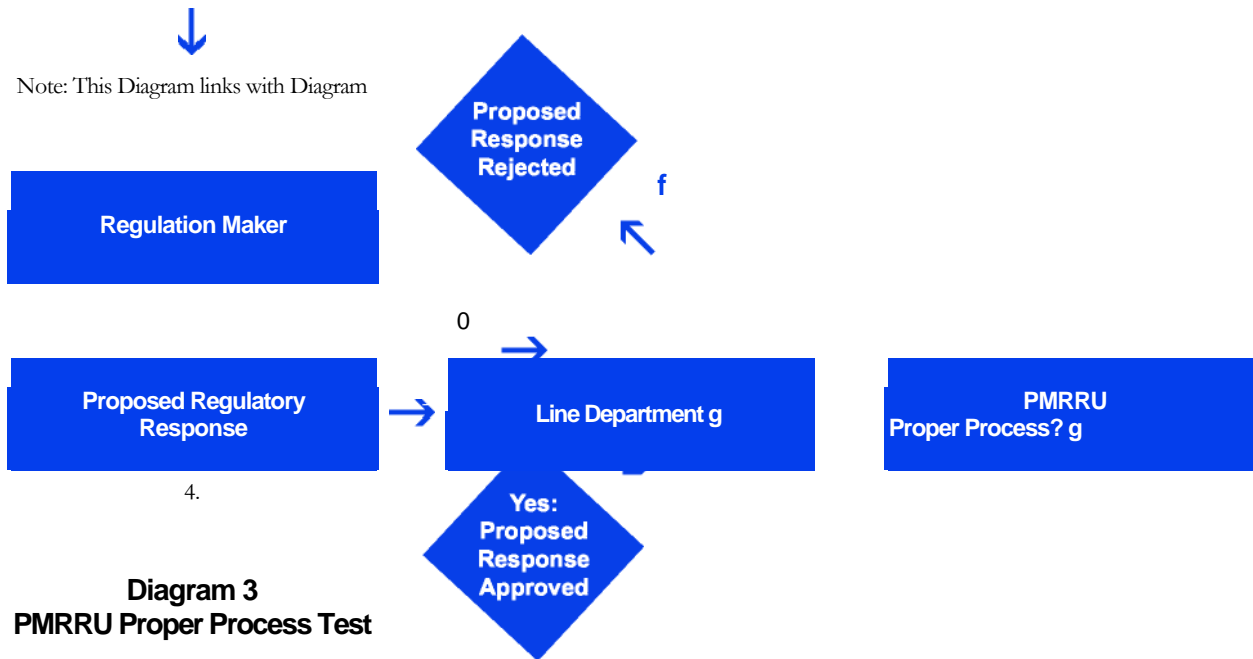 Note: This Diagram links with Diagram
Proposed
Response
Rejected
f
Regulation Maker
0
Proposed Regulatory
Response
Line Department g
PMRRU
Proper Process? g
4.
Yes:
Proposed
Response
Approved
Diagram 3
PMRRU Proper Process Test